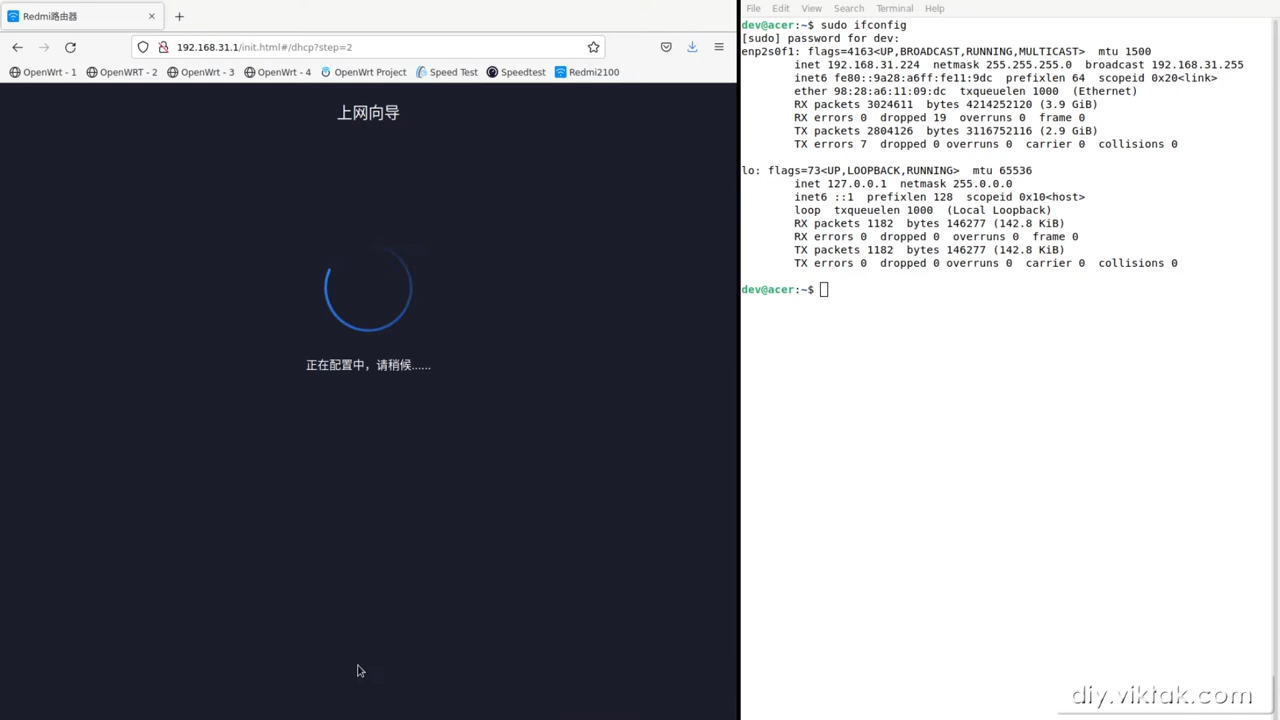 Redmi路由器
192.168.31.1/init.html#/dhcp?step=2
OpenWrt - 1 OpenWRT - 2 OpenWrt - 3 OpenWrt - 4 OpenWrt Project Speed Test Speedtest Redmi2100
上网向导
正在配置中，请稍候......
File Edit View Search Terminal Help
dev@acer:~$ sudo ifconfig
[sudo] password for dev:
enp2s0f1: flags=4163<UP,BROADCAST,RUNNING,MULTICAST> mtu 1500
inet 192.168.31.224 netmask 255.255.255.0 broadcast 192.168.31.255
inet6 fe80::9a28:a6ff:fe11:9dc prefixlen 64 scopeid 0x20<link>
ether 98:28:a6:11:09:dc txqueuelen 1000 (Ethernet)
RX packets 3024611 bytes 4214252120 (3.9 GiB)
RX errors 0 dropped 19 overruns 0 frame 0
TX packets 2804126 bytes 3116752116 (2.9 GiB)
TX errors 7 dropped 0 overruns 0 carrier 0 collisions 0
lo: flags=73<UP,LOOPBACK,RUNNING> mtu 65536
inet 127.0.0.1 netmask 255.0.0.0
inet6 ::1 prefixlen 128 scopeid 0x10<host>
loop txqueuelen 1000 (Local Loopback)
RX packets 1182 bytes 146277 (142.8 KiB)
RX errors 0 dropped 0 overruns 0 frame 0
TX packets 1182 bytes 146277 (142.8 KiB)
TX errors 0 dropped 0 overruns 0 carrier 0 collisions 0
dev@acer:~$
diy.viktak.com